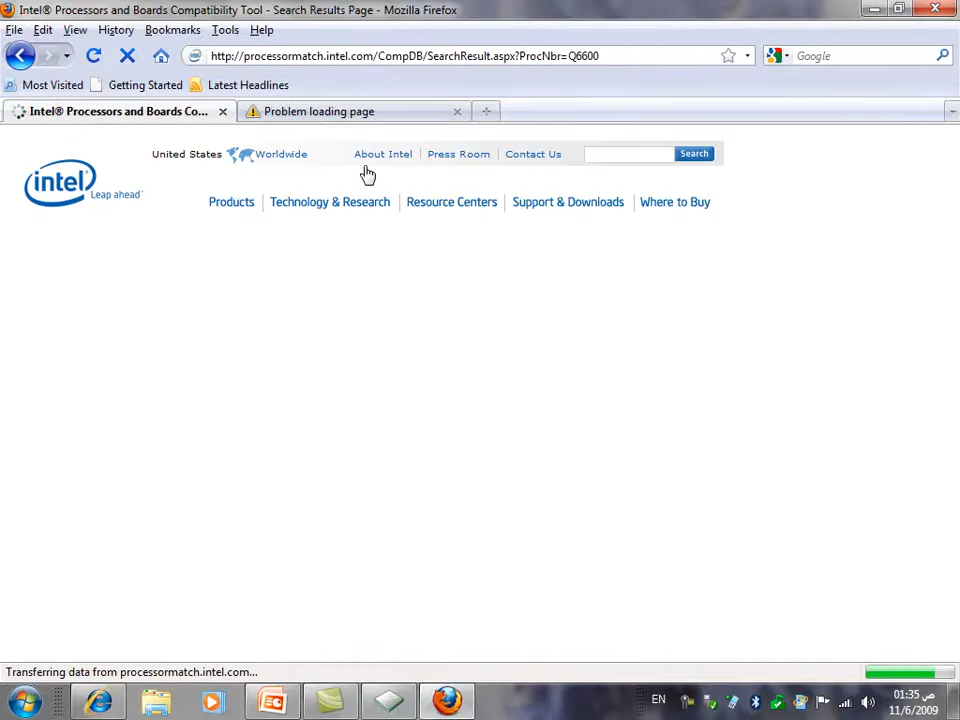 Intel® Processors and Boards Compatibility Tool - Search Results Page - Mozilla Firefox
File Edit View History Bookmarks Tools Help
http://processormatch.intel.com/CompDB/SearchResult.aspx?ProcNbr=Q6600 Google
Most Visited Getting Started Latest Headlines
Intel® Processors and Boards Co... Problem loading page
United States Worldwide About Intel Press Room Contact Us Search
intel Leap ahead
Products Technology & Research Resource Centers Support & Downloads Where to Buy
Transferring data from processormatch.intel.com...
EN 01:35 ص
11/6/2009